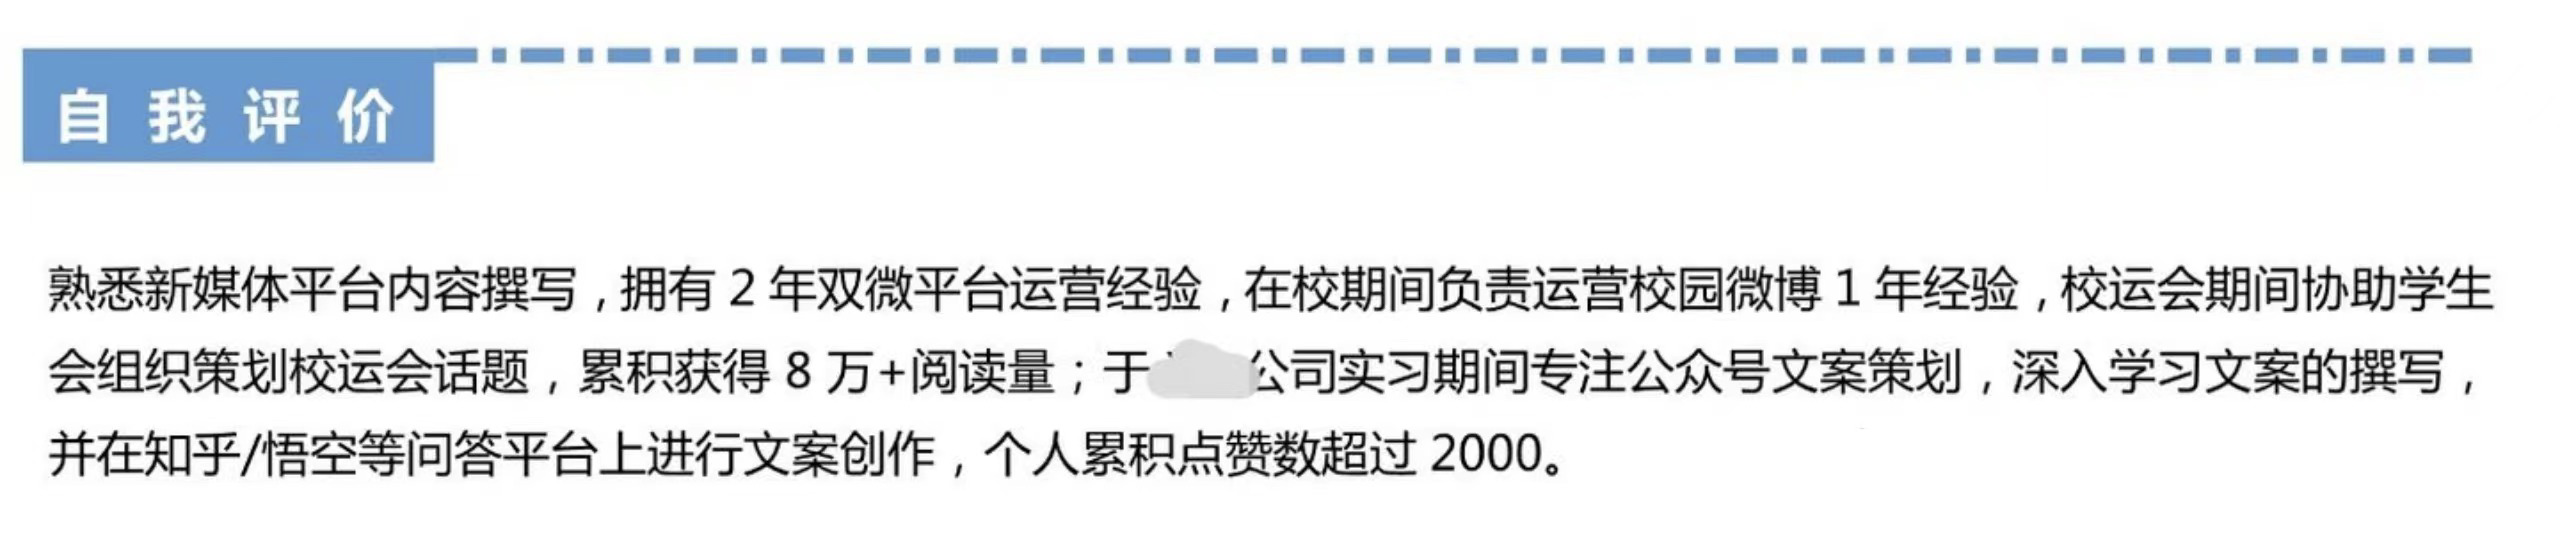 自我评价
熟悉新媒体平台内容撰写，拥有 2 年双微平台运营经验，在校期间负责运营校园微博 1 年经验，校运会期间协助学生
会组织策划校运会话题，累积获得 8 万+阅读量；于公司实习期间专注公众号文案策划，深入学习文案的撰写，
并在知乎/悟空等问答平台上进行文案创作，个人累积点赞数超过 2000。